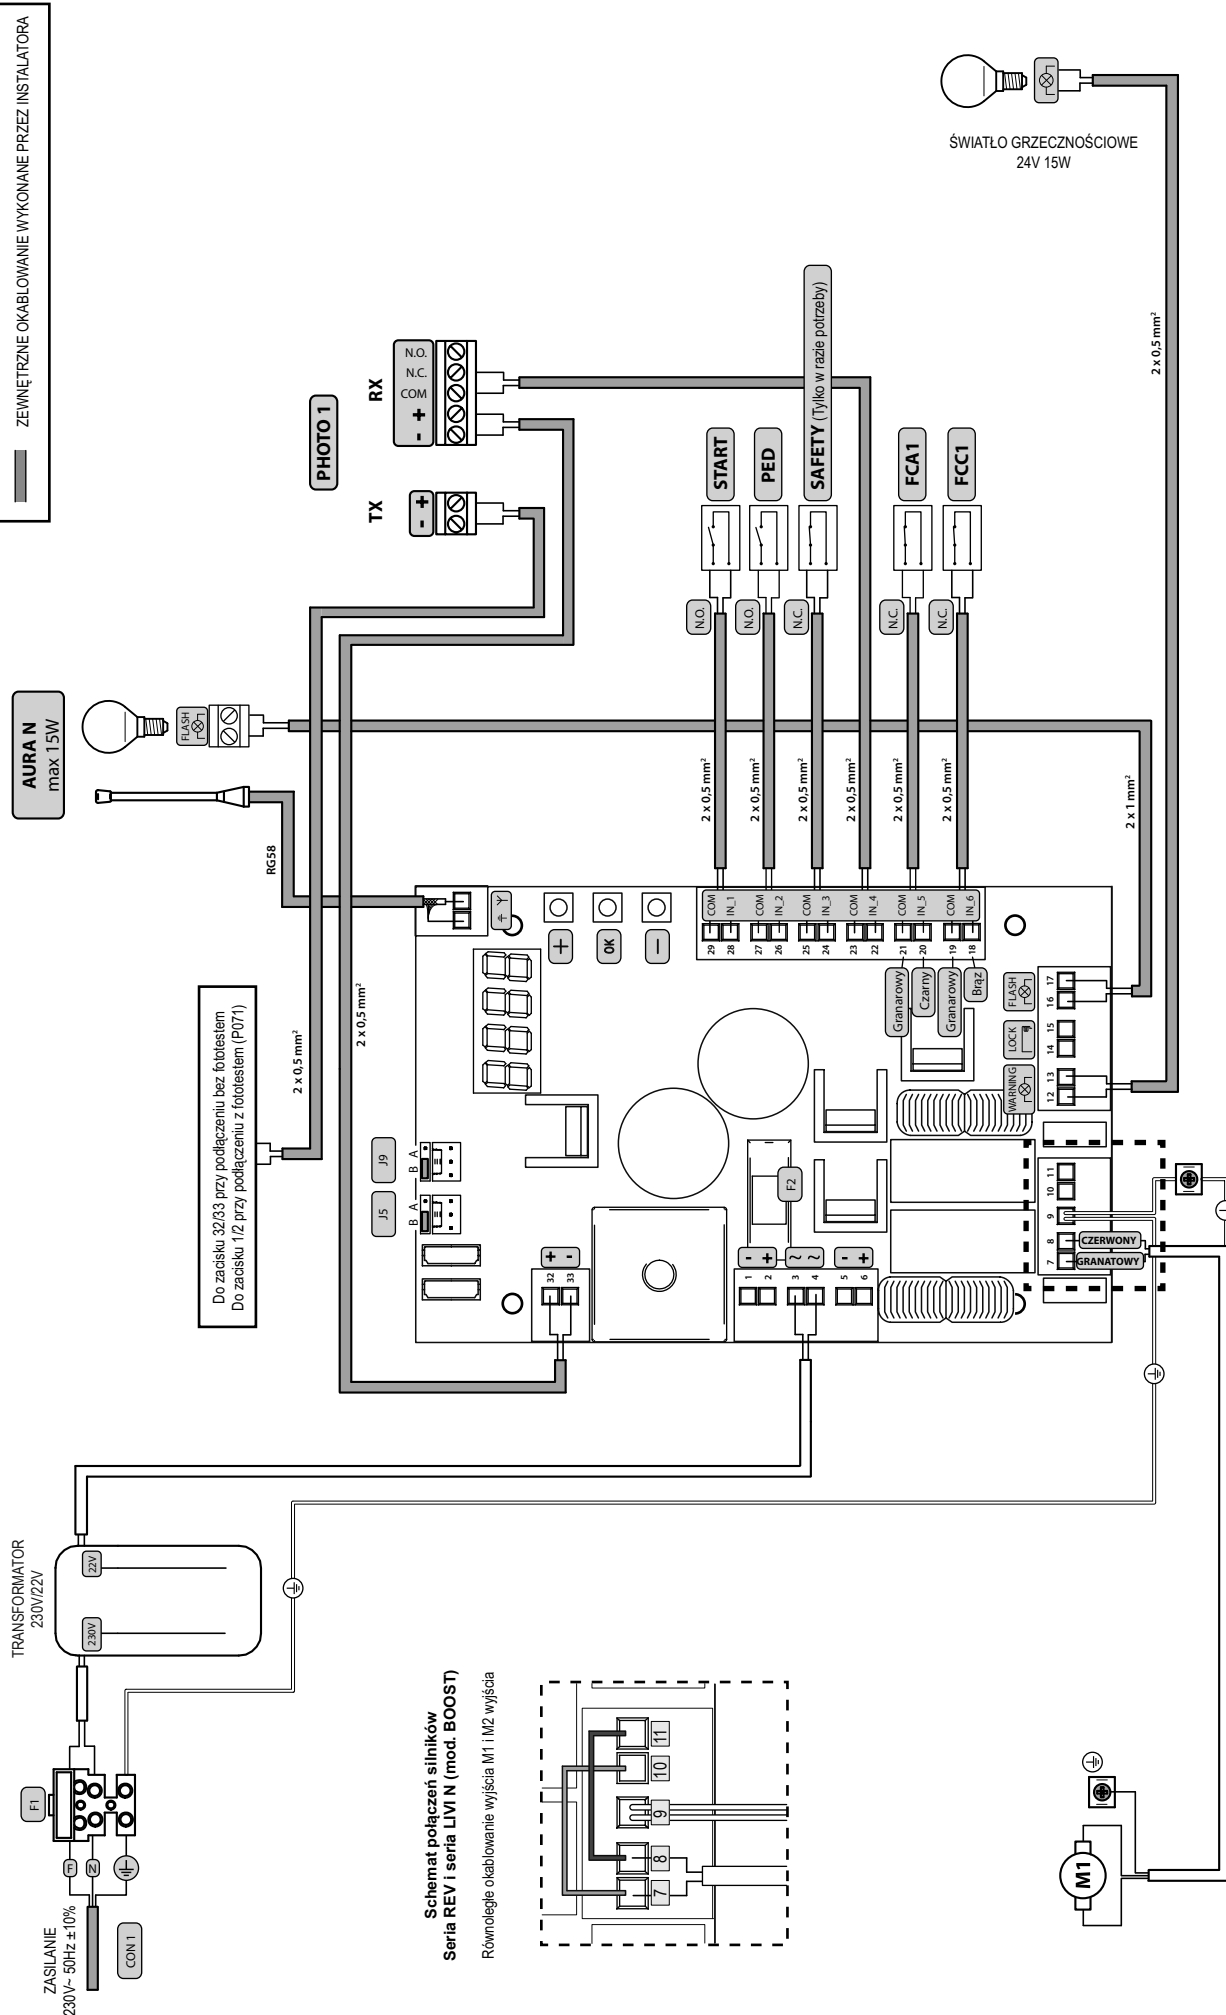 ZEWNĘTRZNE OKABLOWANIE WYKONANE PRZEZ INSTALATORA
ŚWIATŁO GRZECZNOŚCIOWE
24V 15W
2 x 0,5 mm²
PHOTO 1
TX
- +
RX
- + COM N.C. N.O.
AURA N
max 15W
FLASH
RG58
START
PED
SAFETY (Tylko w razie potrzeby)
FCA1
FCC1
N.O.
N.O.
N.C.
N.C.
N.C.
2 x 0,5 mm²
2 x 0,5 mm²
2 x 0,5 mm²
2 x 0,5 mm²
2 x 0,5 mm²
2 x 0,5 mm²
2 x 1 mm²
Do zacisku 32/33 przy podłączeniu bez fototestem
Do zacisku 1/2 przy podłączeniu z fototestem (P071)
2 x 0,5 mm²
2 x 0,5 mm²
+
OK
-
29 COM
28 IN_1
27 COM
26 IN_2
25 COM
24 IN_3
23 COM
22 IN_4
21 COM
20 IN_5
19 COM
18 IN_6
Granarowy
Czarny
Granarowy
Brąz
J5
B A
J9
B A
F2
32 +
33 -
1 -
2 +
3 ~
4 ~
5 -
6 +
WARNING
LOCK
FLASH
12 13 14 15 16 17
7 8 9 10 11
CZERWONY
GRANATOWY
TRANSFORMATOR
230V/22V
230V
22V
F1
F
N
ZASILANIE
230V~ 50Hz ±10%
CON 1
Schemat połączeń silników
Seria REV i seria LIVI N (mod. BOOST)
Równoległe okablowanie wyjścia M1 i M2 wyjścia
7 8 9 10 11
M1